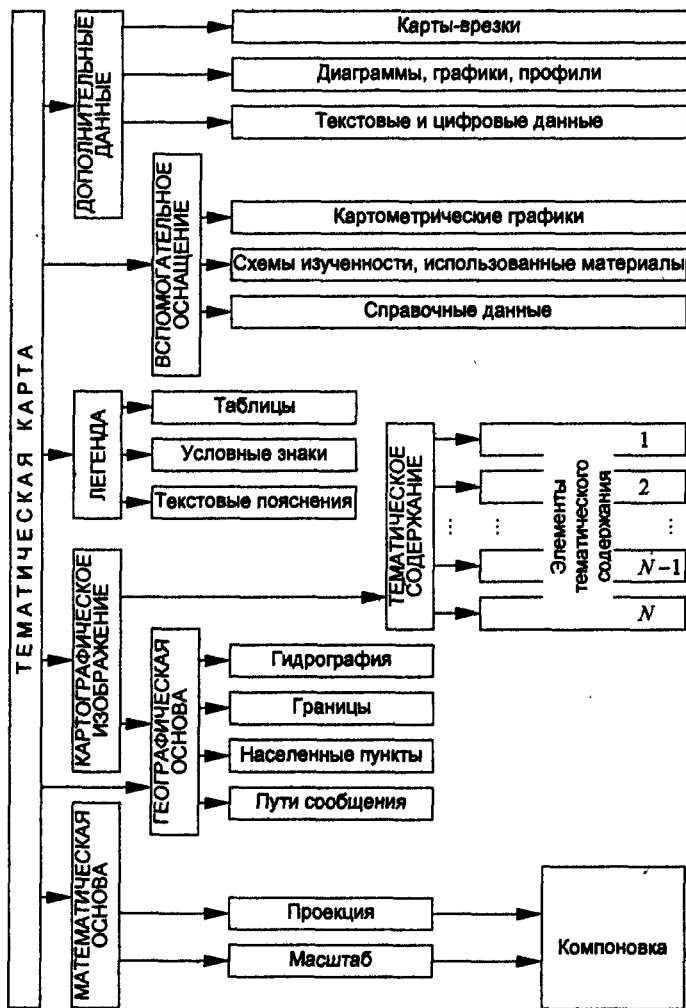 ТЕМАТИЧЕСКАЯ КАРТА
ДОПОЛНИТЕЛЬНЫЕ
ДАННЫЕ
Карты-врезки
Диаграммы, графики, профили
Текстовые и цифровые данные
ВСПОМОГАТЕЛЬНОЕ
ОСНАЩЕНИЕ
Картометрические графики
Схемы изученности, использованные материалы
Справочные данные
ЛЕГЕНДА
Таблицы
Условные знаки
Текстовые пояснения
КАРТОГРАФИЧЕСКОЕ
ИЗОБРАЖЕНИЕ
ТЕМАТИЧЕСКОЕ
СОДЕРЖАНИЕ
Элементы
тематического
содержания
1
2
⋮ ⋮ ⋮
N–1
N
ГЕОГРАФИЧЕСКАЯ
ОСНОВА
Гидрография
Границы
Населенные пункты
Пути сообщения
МАТЕМАТИЧЕСКАЯ
ОСНОВА
Проекция
Масштаб
Компоновка